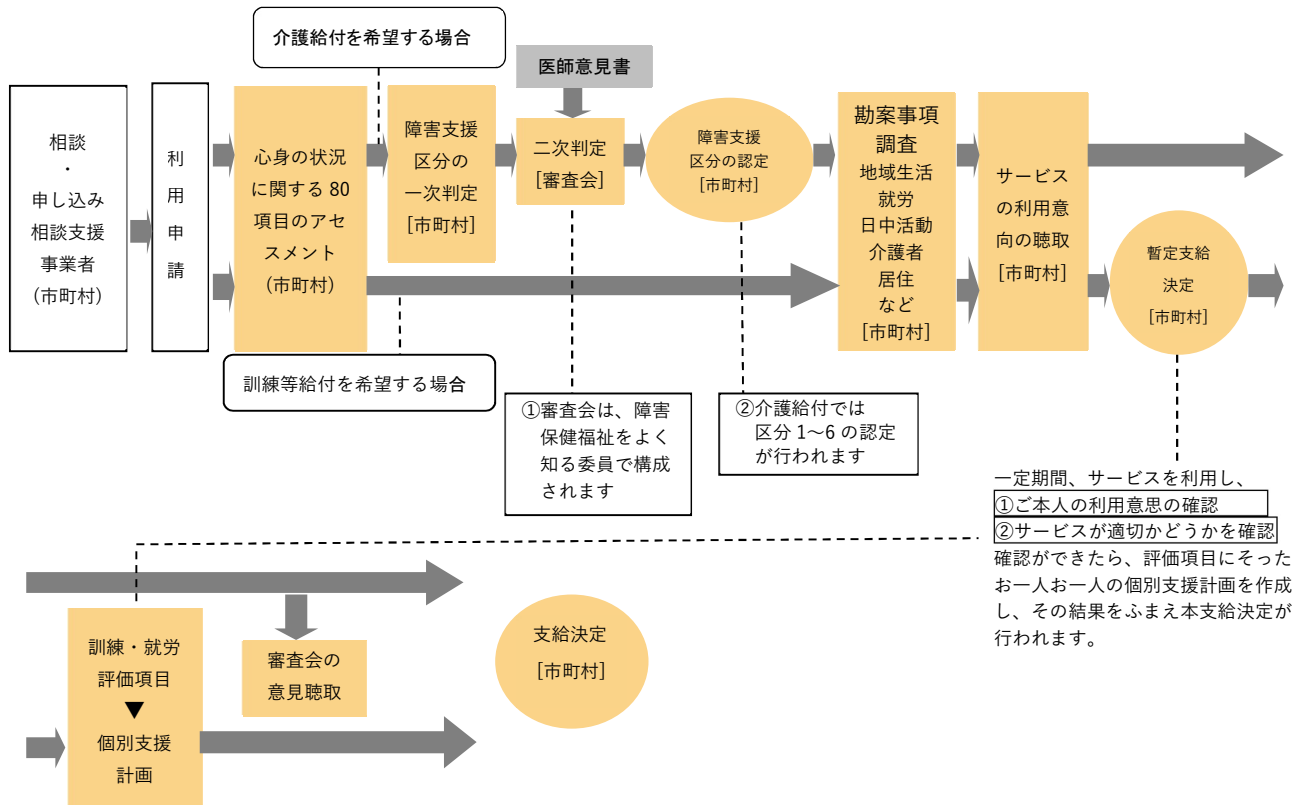 介護給付を希望する場合
医師意見書
相談
・
申し込み
相談支援
事業者
(市町村)
利
用
申
請
心身の状況
に関する 80
項目のアセ
スメント
(市町村)
障害支援
区分の
一次判定
[市町村]
二次判定
[審査会]
障害支援
区分の認定
[市町村]
勘案事項
調査
地域生活
就労
日中活動
介護者
居住
など
[市町村]
サービス
の利用意
向の聴取
[市町村]
暫定支給
決定
[市町村]
訓練等給付を希望する場合
①審査会は、障害
保健福祉をよく
知る委員で構成
されます
②介護給付では
区分 1～6 の認定
が行われます
一定期間、サービスを利用し、
①ご本人の利用意思の確認
②サービスが適切かどうかを確認
確認ができたら、評価項目にそった
お一人お一人の個別支援計画を作成
し、その結果をふまえ本支給決定が
行われます。
訓練・就労
評価項目
▼
個別支援
計画
審査会の
意見聴取
支給決定
[市町村]